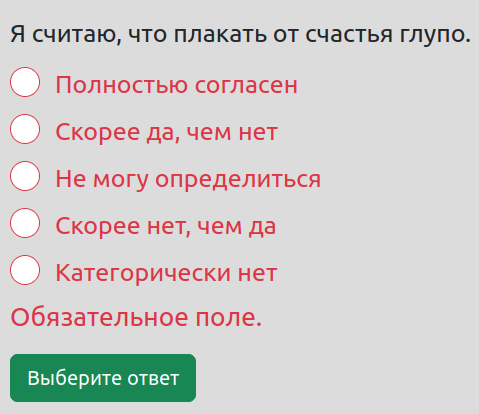 Я считаю, что плакать от счастья глупо.
Полностью согласен
Скорее да, чем нет
Не могу определиться
Скорее нет, чем да
Категорически нет
Обязательное поле.
Выберите ответ